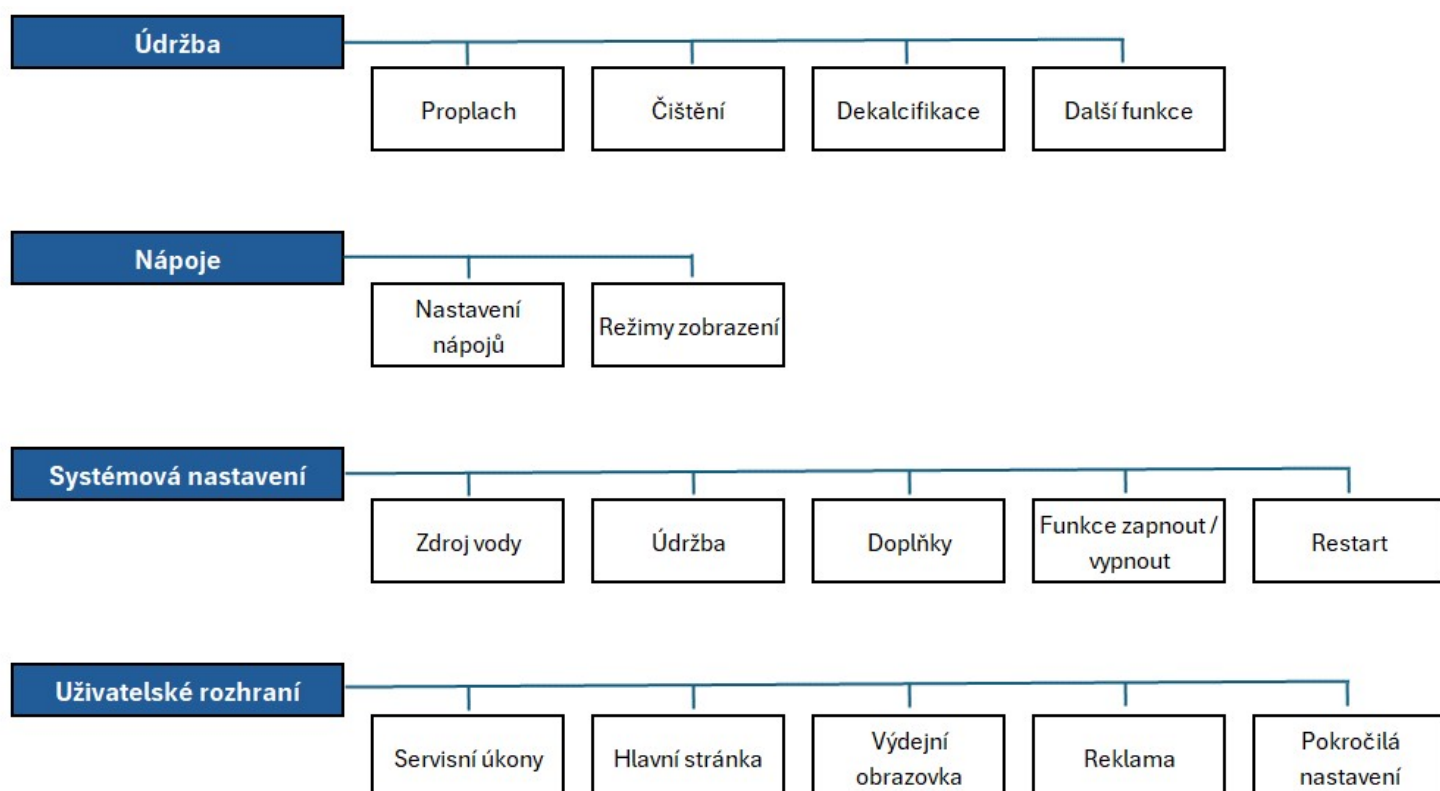 Údržba
Proplach
Čištění
Dekalcifikace
Další funkce
Nápoje
Nastavení
nápojů
Režimy zobrazení
Systémová nastavení
Zdroj vody
Údržba
Doplňky
Funkce zapnout /
vypnout
Restart
Uživatelské rozhraní
Servisní úkony
Hlavní stránka
Výdejní
obrazovka
Reklama
Pokročilá
nastavení